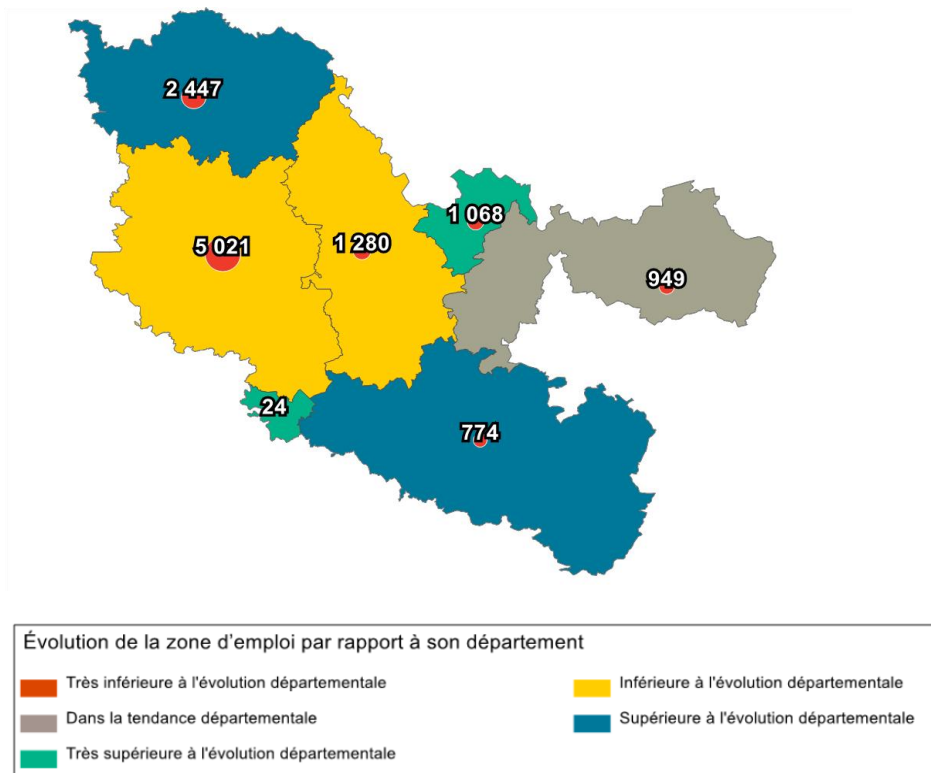 2 447
1 068
5 021
1 280
949
24
774
Évolution de la zone d'emploi par rapport à son département
Très inférieure à l'évolution départementale
Inférieure à l'évolution départementale
Dans la tendance départementale
Supérieure à l'évolution départementale
Très supérieure à l'évolution départementale